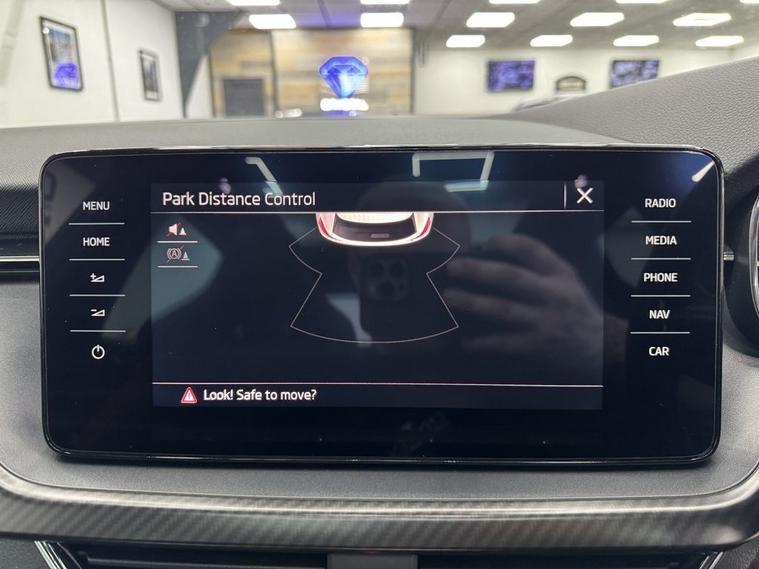 Park Distance Control
MENU
HOME
RADIO
MEDIA
PHONE
NAV
CAR
Look! Safe to move?